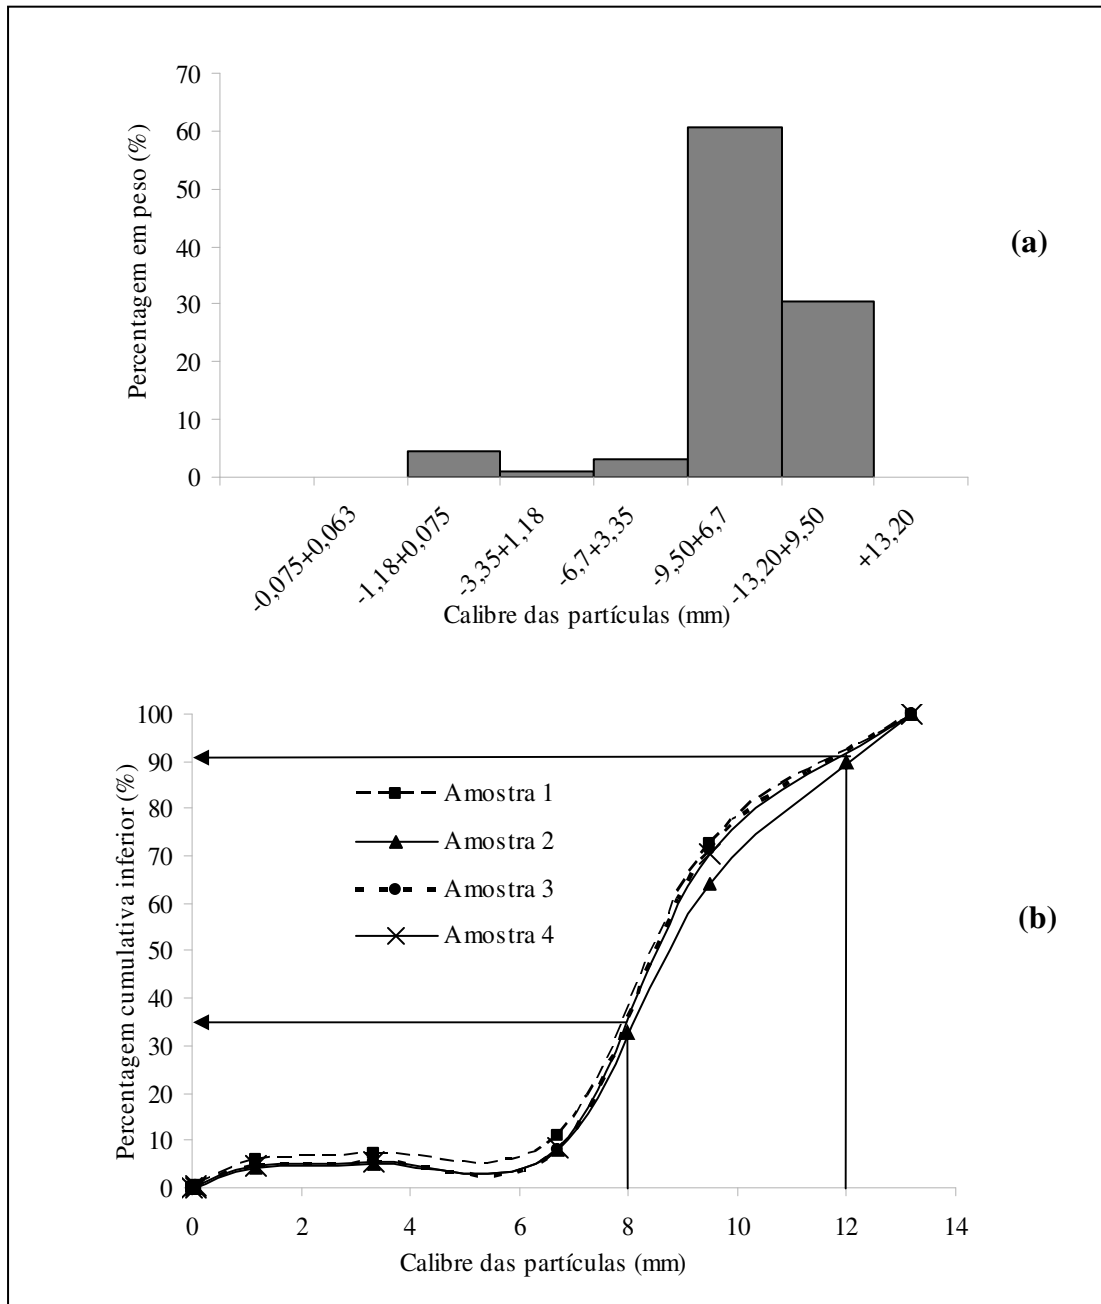 70
60
50
40
30
20
10
0
Percentagem em peso (%)
(a)
-0,075+0,063
-1,18+0,075
-3,35+1,18
-6,7+3,35
-9,50+6,7
-13,20+9,50
+13,20
Calibre das partículas (mm)
100
90
80
70
60
50
40
30
20
10
0
Percentagem cumulativa inferior (%)
Amostra 1
Amostra 2
Amostra 3
Amostra 4
(b)
0 2 4 6 8 10 12 14
Calibre das partículas (mm)